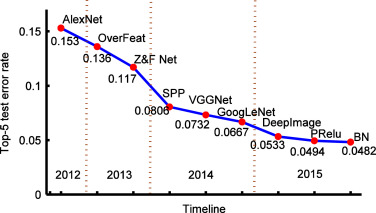 AlexNet
0.153
OverFeat
0.136
Z&F Net
0.117
SPP
0.0806
VGGNet
0.0732
GoogLeNet
0.0667
DeepImage
0.0533
PRelu
0.0494
BN
0.0482
0.15
0.1
0.05
0
Top-5 test error rate
2012
2013
2014
2015
Timeline